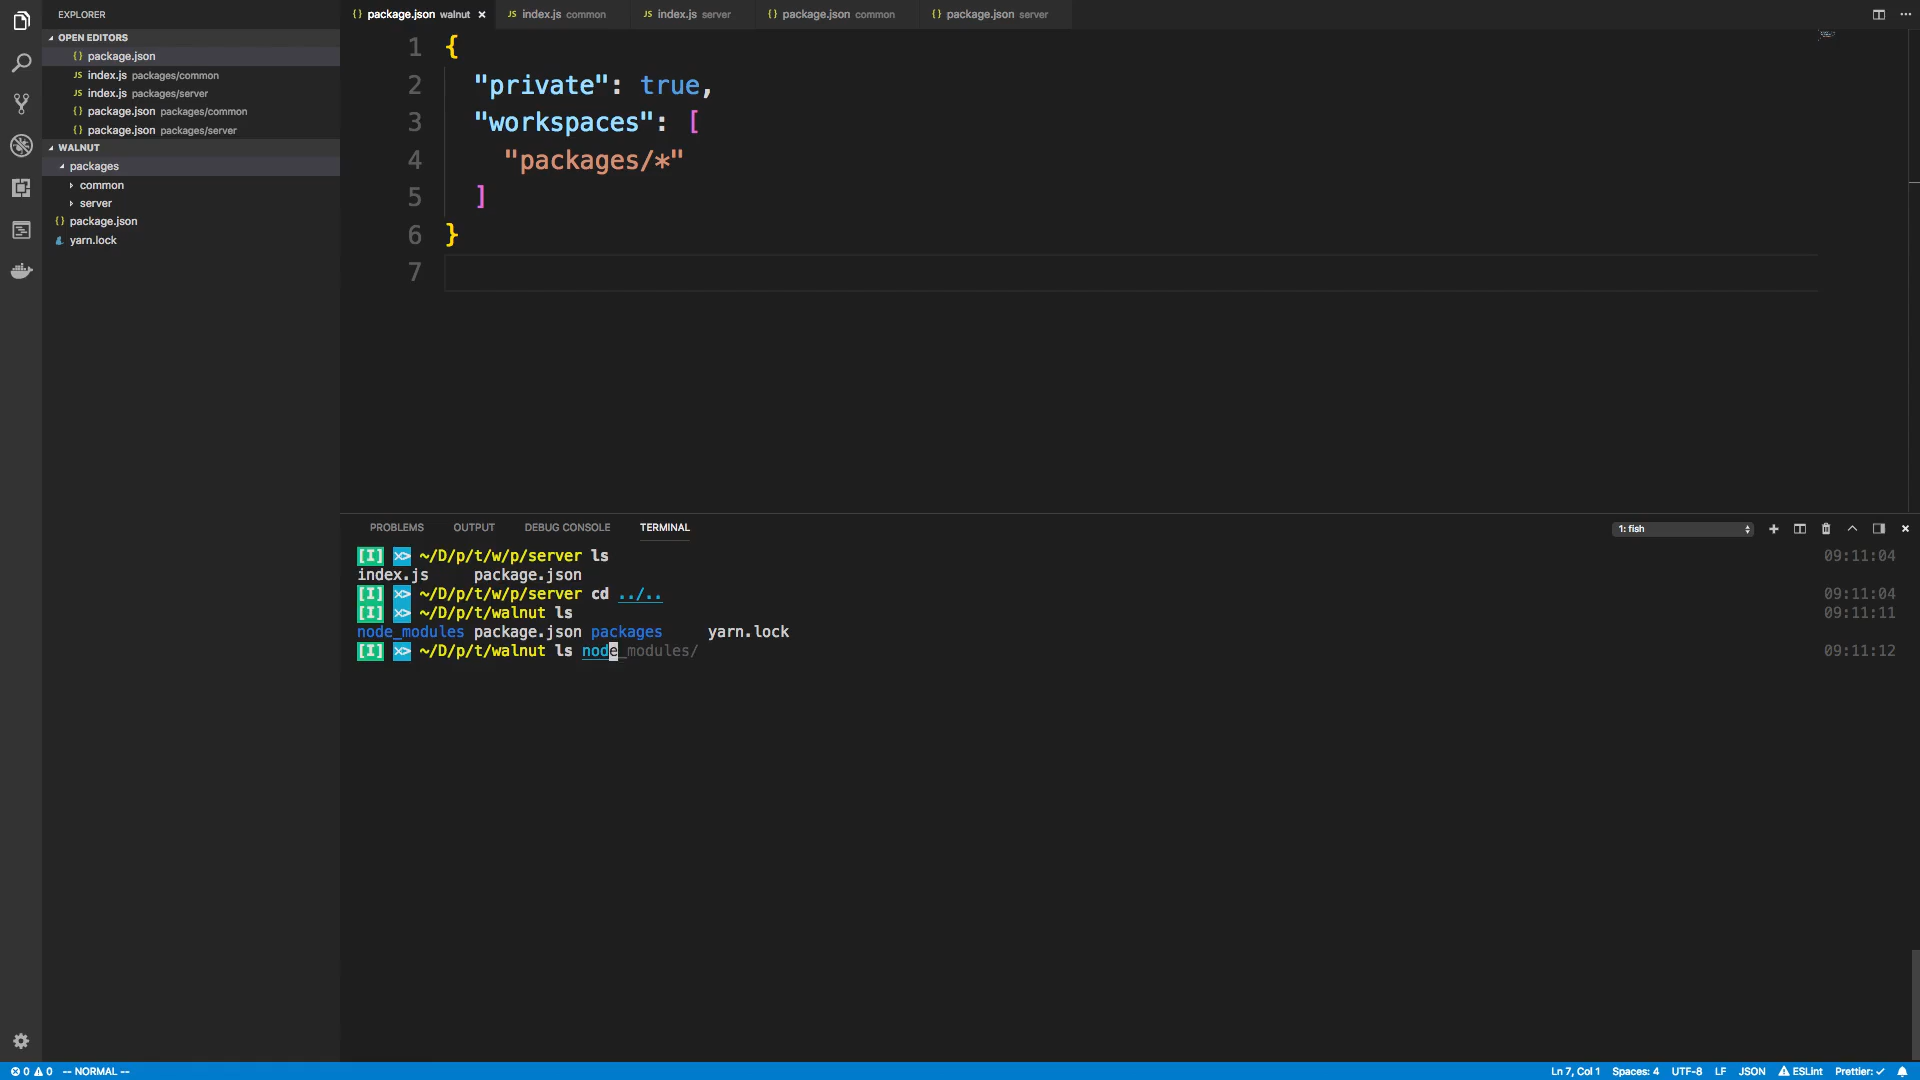 EXPLORER
OPEN EDITORS
{} package.json
JS index.js packages/common
JS index.js packages/server
{} package.json packages/common
{} package.json packages/server
WALNUT
packages
common
server
{} package.json
yarn.lock
{} package.json walnut ×
JS index.js common
JS index.js server
{} package.json common
{} package.json server
1 {
2 "private": true,
3 "workspaces": [
4 "packages/*"
5 ]
6 }
7
PROBLEMS OUTPUT DEBUG CONSOLE TERMINAL
1: fish
[I] >> ~/D/p/t/w/p/server ls 09:11:04
index.js package.json
[I] >> ~/D/p/t/w/p/server cd ../.. 09:11:04
[I] >> ~/D/p/t/walnut ls 09:11:11
node_modules package.json packages yarn.lock
[I] >> ~/D/p/t/walnut ls node_modules/ 09:11:12
0 0 -- NORMAL --
Ln 7, Col 1 Spaces: 4 UTF-8 LF JSON ESLint Prettier: ✓